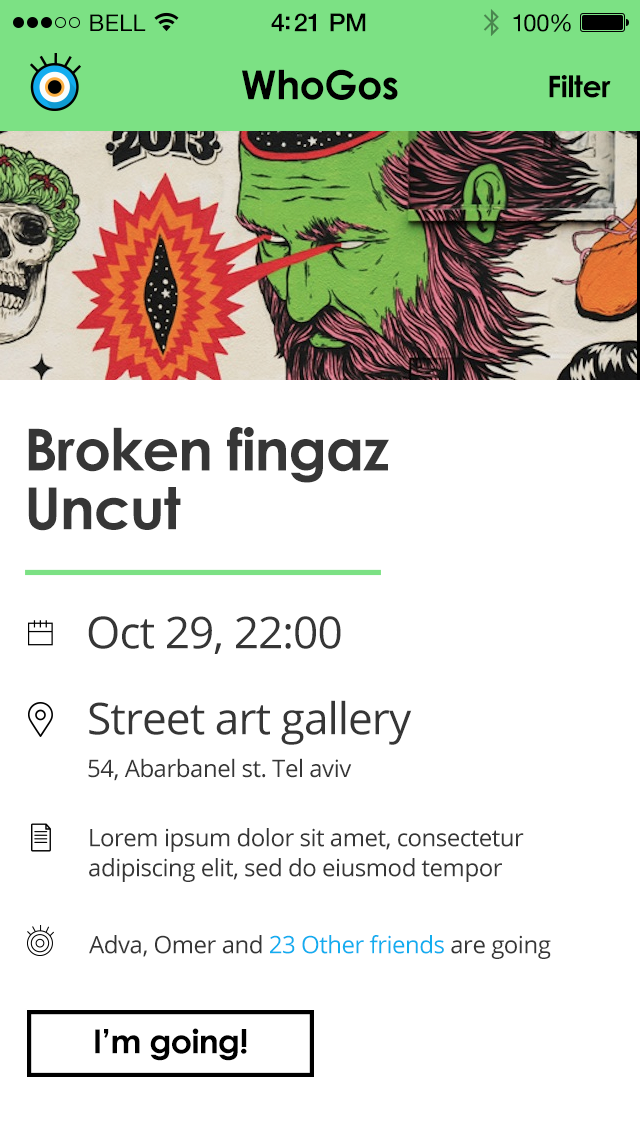 BELL 4:21 PM 100%
WhoGos Filter
2013
Broken fingaz
Uncut
Oct 29, 22:00
Street art gallery
54, Abarbanel st. Tel aviv
Lorem ipsum dolor sit amet, consectetur
adipiscing elit, sed do eiusmod tempor
Adva, Omer and 23 Other friends are going
I'm going!